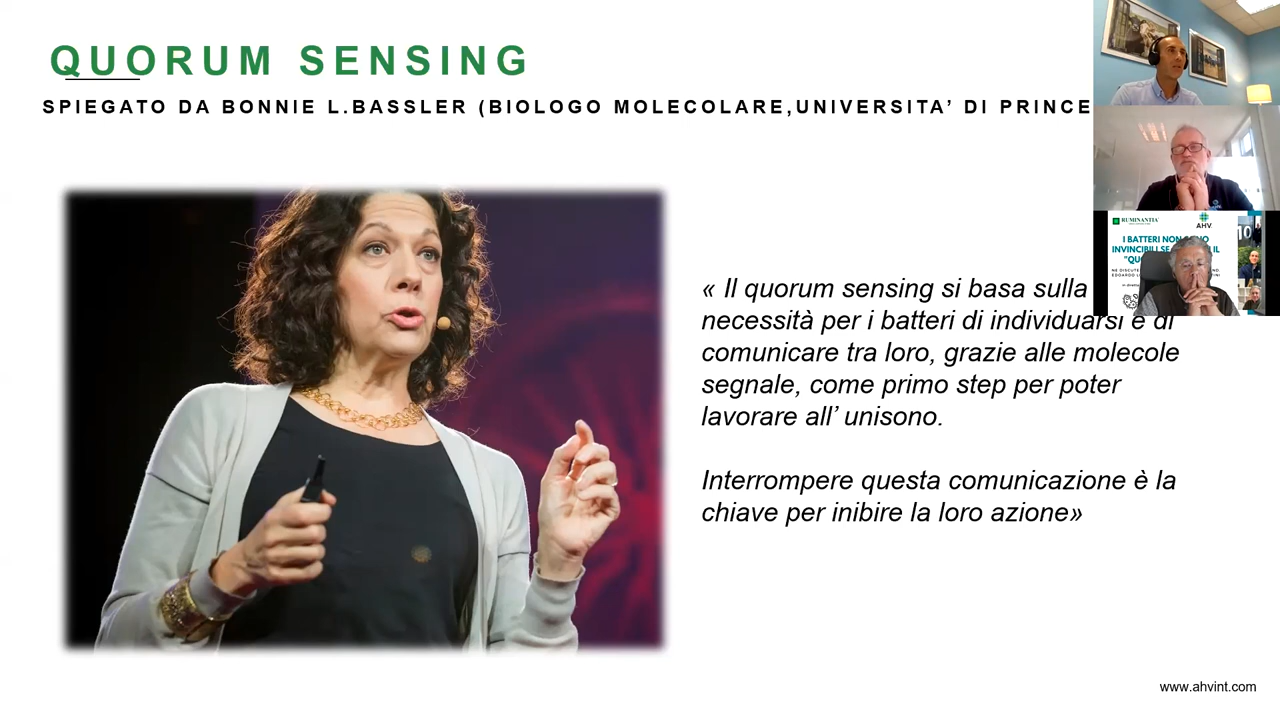 QUORUM SENSING
SPIEGATO DA BONNIE L.BASSLER (BIOLOGO MOLECOLARE,UNIVERSITA’ DI PRINCE
RUMINANTIA
AHV
I BATTERI NON
INVINCIBILI SE IL
« Il quorum sensing si basa sulla
necessità per i batteri di individuarsi e di
comunicare tra loro, grazie alle molecole
segnale, come primo step per poter
lavorare all’ unisono.
Interrompere questa comunicazione è la
chiave per inibire la loro azione»
www.ahvint.com